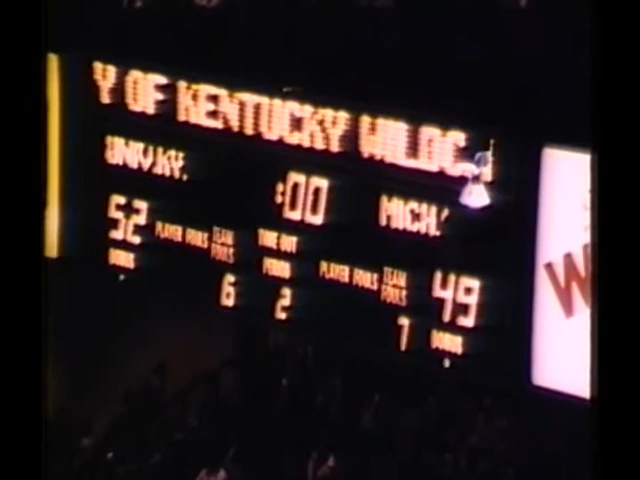 Y OF KENTUCKY WILDC
UNIV.KY. :00 MICH.
52 PLAYER FOULS TEAM FOULS TIME OUT PLAYER FOULS TEAM FOULS 49
BONUS 6 PERIOD 2 7 BONUS
W